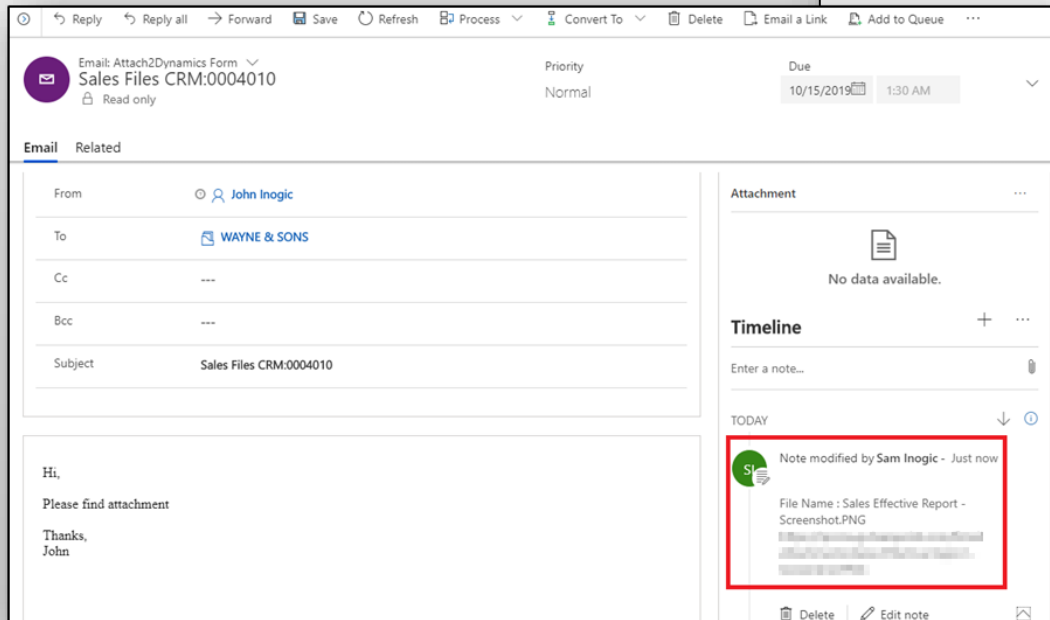 Reply Reply all Forward Save Refresh Process Convert To Delete Email a Link Add to Queue ...
Email: Attach2Dynamics Form
Sales Files CRM:0004010
Read only
Priority
Normal
Due
10/15/2019 1:30 AM
Email Related
From John Inogic
To WAYNE & SONS
Cc ---
Bcc ---
Subject Sales Files CRM:0004010
Hi,
Please find attachment
Thanks,
John
Attachment ...
No data available.
Timeline + ...
Enter a note...
TODAY
SI
Note modified by Sam Inogic - Just now
File Name : Sales Effective Report -
Screenshot.PNG
Delete Edit note